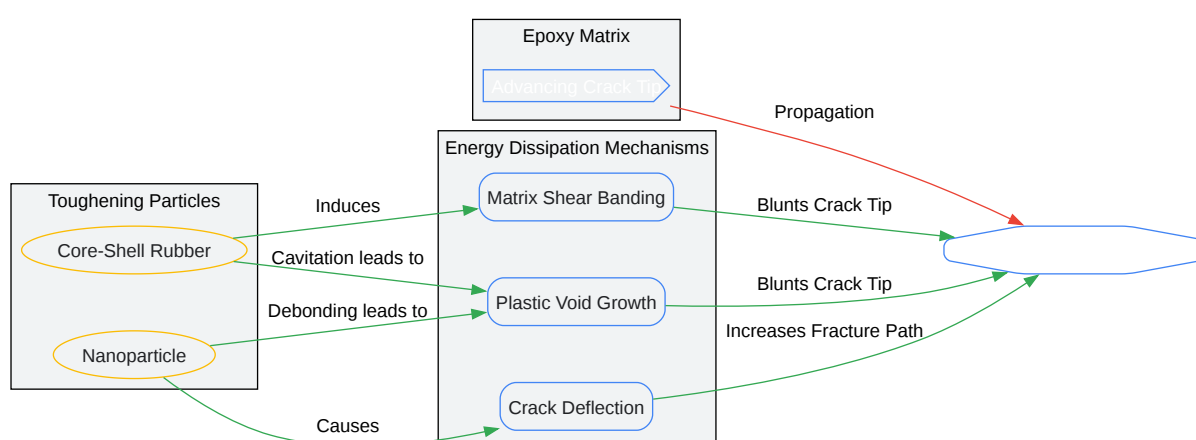 Epoxy Matrix
Advancing Crack Tip
Propagation
Energy Dissipation Mechanisms
Toughening Particles
Matrix Shear Banding
Induces
Blunts Crack Tip
Core-Shell Rubber
Cavitation leads to
Plastic Void Growth
Blunts Crack Tip
Debonding leads to
Increases Fracture Path
Nanoparticle
Crack Deflection
Causes